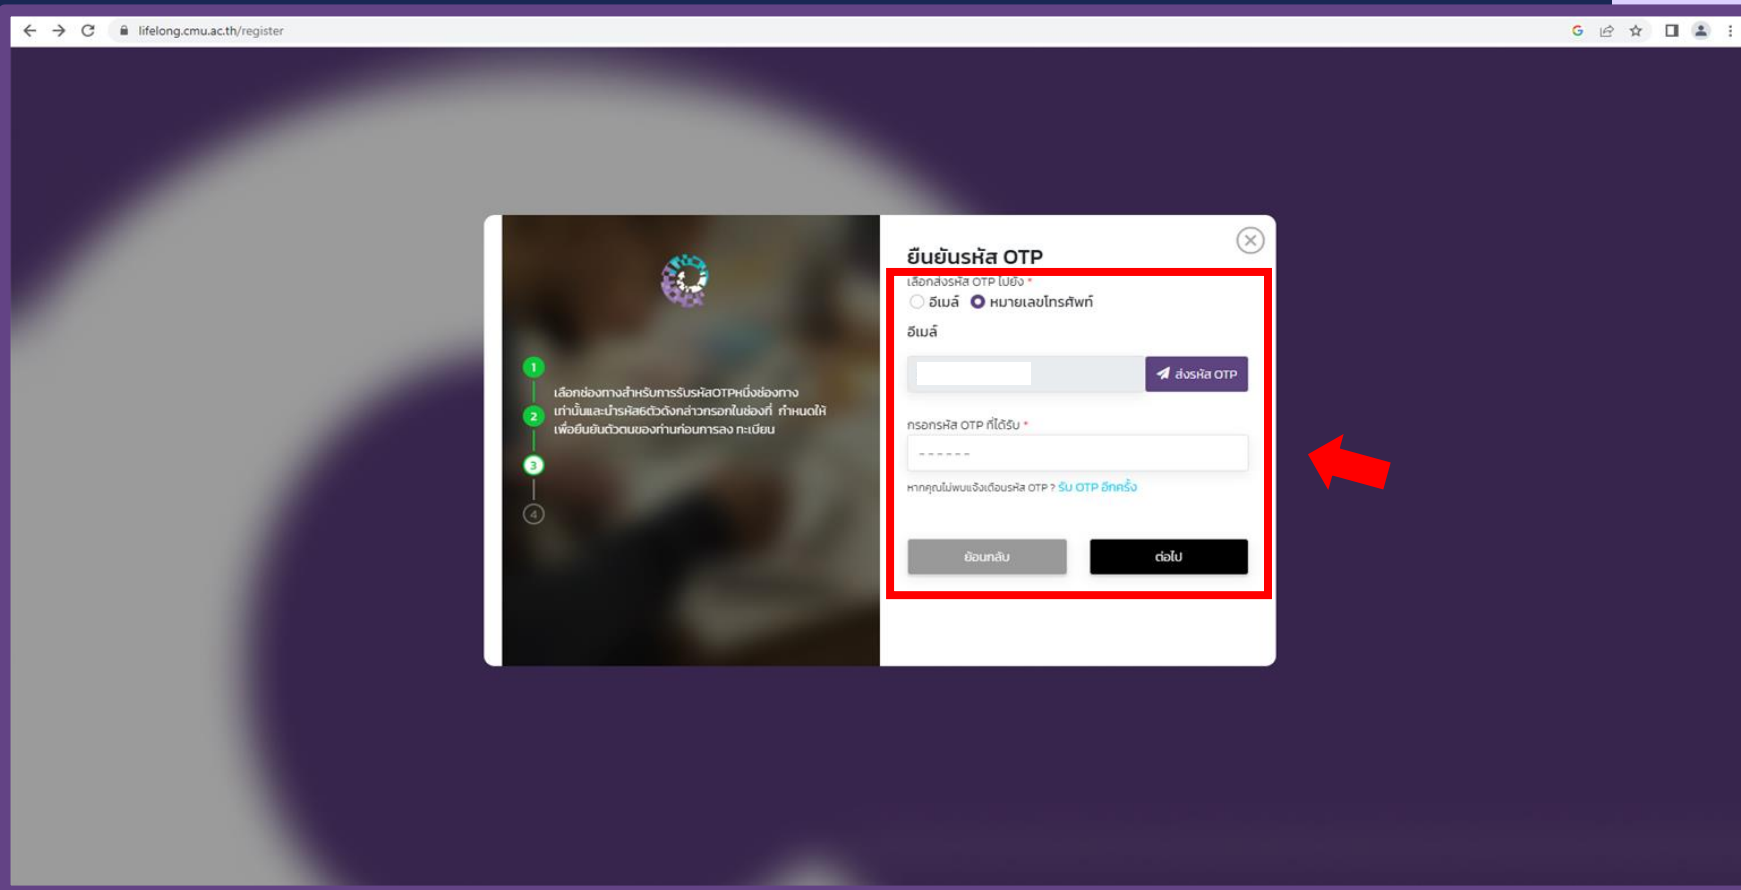 lifelong.cmu.ac.th/register
ยืนยันรหัส OTP
เลือกส่งรหัส OTP ไปยัง *
อีเมล์ หมายเลขโทรศัพท์
อีเมล์
ส่งรหัส OTP
กรอกรหัส OTP ที่ได้รับ *
------
หากคุณไม่พบแจ้งเตือนรหัส OTP ? รับ OTP อีกครั้ง
ย้อนกลับ ต่อไป
1
2
3
4
เลือกช่องทางสำหรับการรับรหัสOTPหนึ่งช่องทาง
เท่านั้นและนำรหัส6ตัวดังกล่าวกรอกในช่องที่ กำหนดให้
เพื่อยืนยันตัวตนของท่านก่อนการลง ทะเบียน